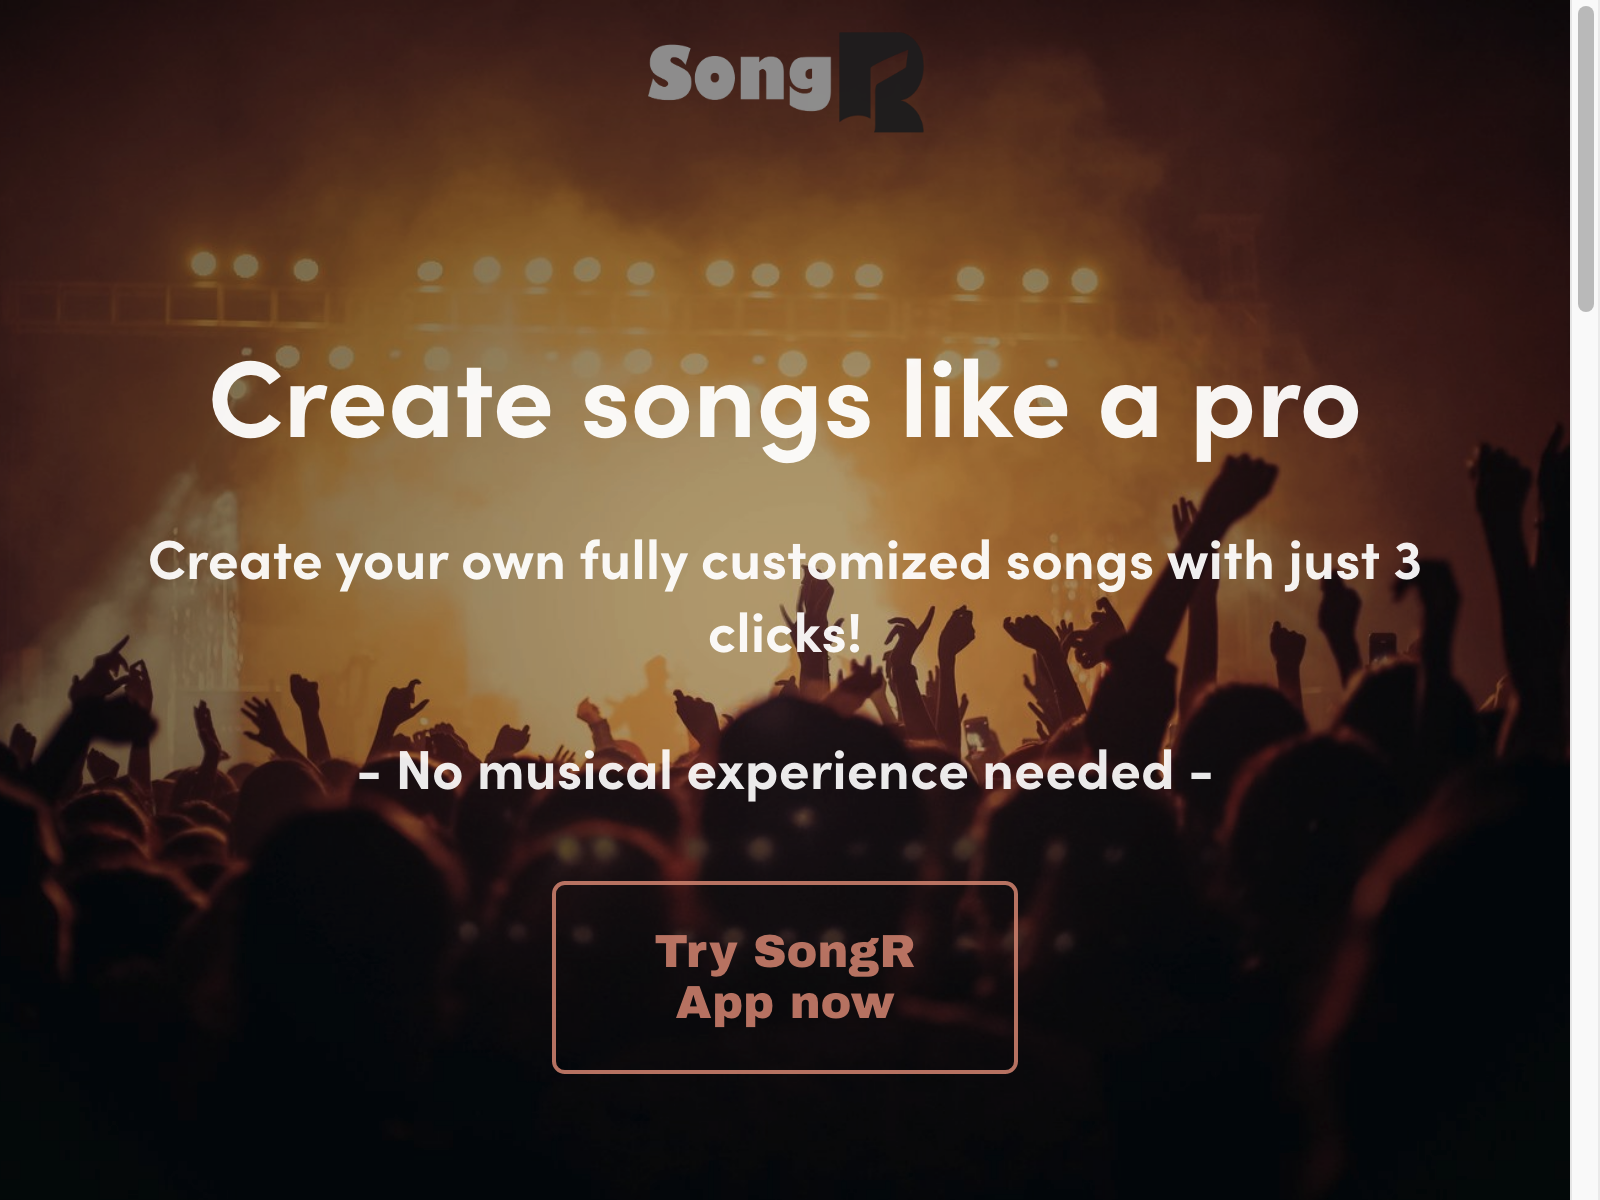 SongR
Create songs like a pro
Create your own fully customized songs with just 3
clicks!
- No musical experience needed -
Try SongR
App now